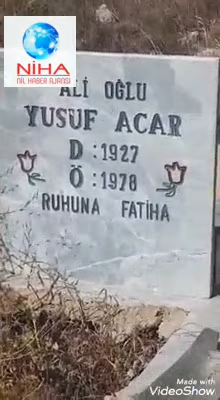 NİHA
NİL HABER AJANSI
ALİ OĞLU
YUSUF ACAR
D : 1927
Ö : 1978
RUHUNA FATİHA
Made with
VideoShow